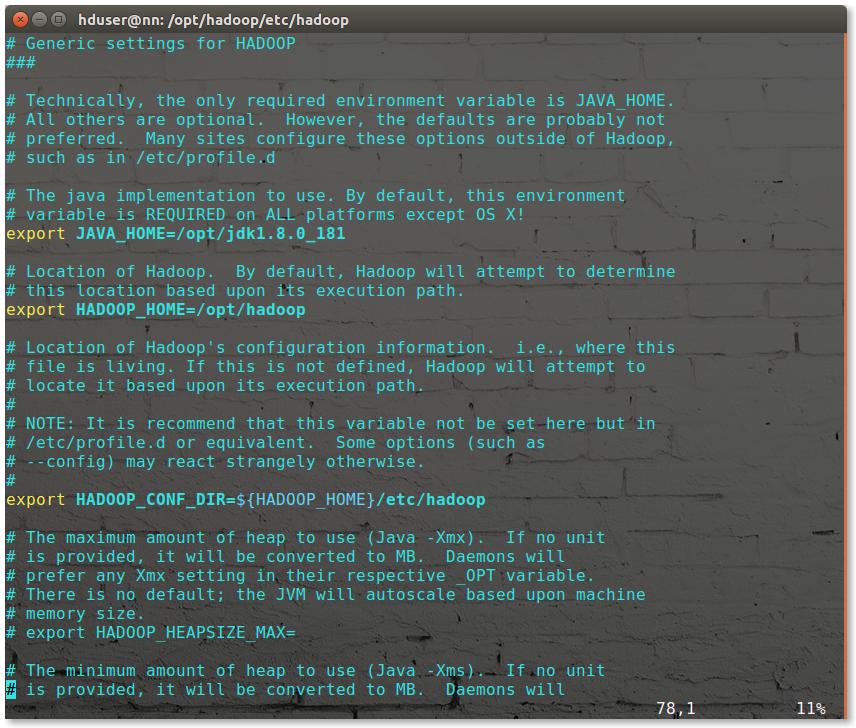 hduser@nn: /opt/hadoop/etc/hadoop
# Generic settings for HADOOP
###
# Technically, the only required environment variable is JAVA_HOME.
# All others are optional.  However, the defaults are probably not
# preferred.  Many sites configure these options outside of Hadoop,
# such as in /etc/profile.d
# The java implementation to use. By default, this environment
# variable is REQUIRED on ALL platforms except OS X!
export JAVA_HOME=/opt/jdk1.8.0_181
# Location of Hadoop.  By default, Hadoop will attempt to determine
# this location based upon its execution path.
export HADOOP_HOME=/opt/hadoop
# Location of Hadoop's configuration information.  i.e., where this
# file is living. If this is not defined, Hadoop will attempt to
# locate it based upon its execution path.
#
# NOTE: It is recommend that this variable not be set here but in
# /etc/profile.d or equivalent.  Some options (such as
# --config) may react strangely otherwise.
#
export HADOOP_CONF_DIR=${HADOOP_HOME}/etc/hadoop
# The maximum amount of heap to use (Java -Xmx).  If no unit
# is provided, it will be converted to MB.  Daemons will
# prefer any Xmx setting in their respective _OPT variable.
# There is no default; the JVM will autoscale based upon machine
# memory size.
# export HADOOP_HEAPSIZE_MAX=
# The minimum amount of heap to use (Java -Xms).  If no unit
# is provided, it will be converted to MB.  Daemons will
78,1 11%